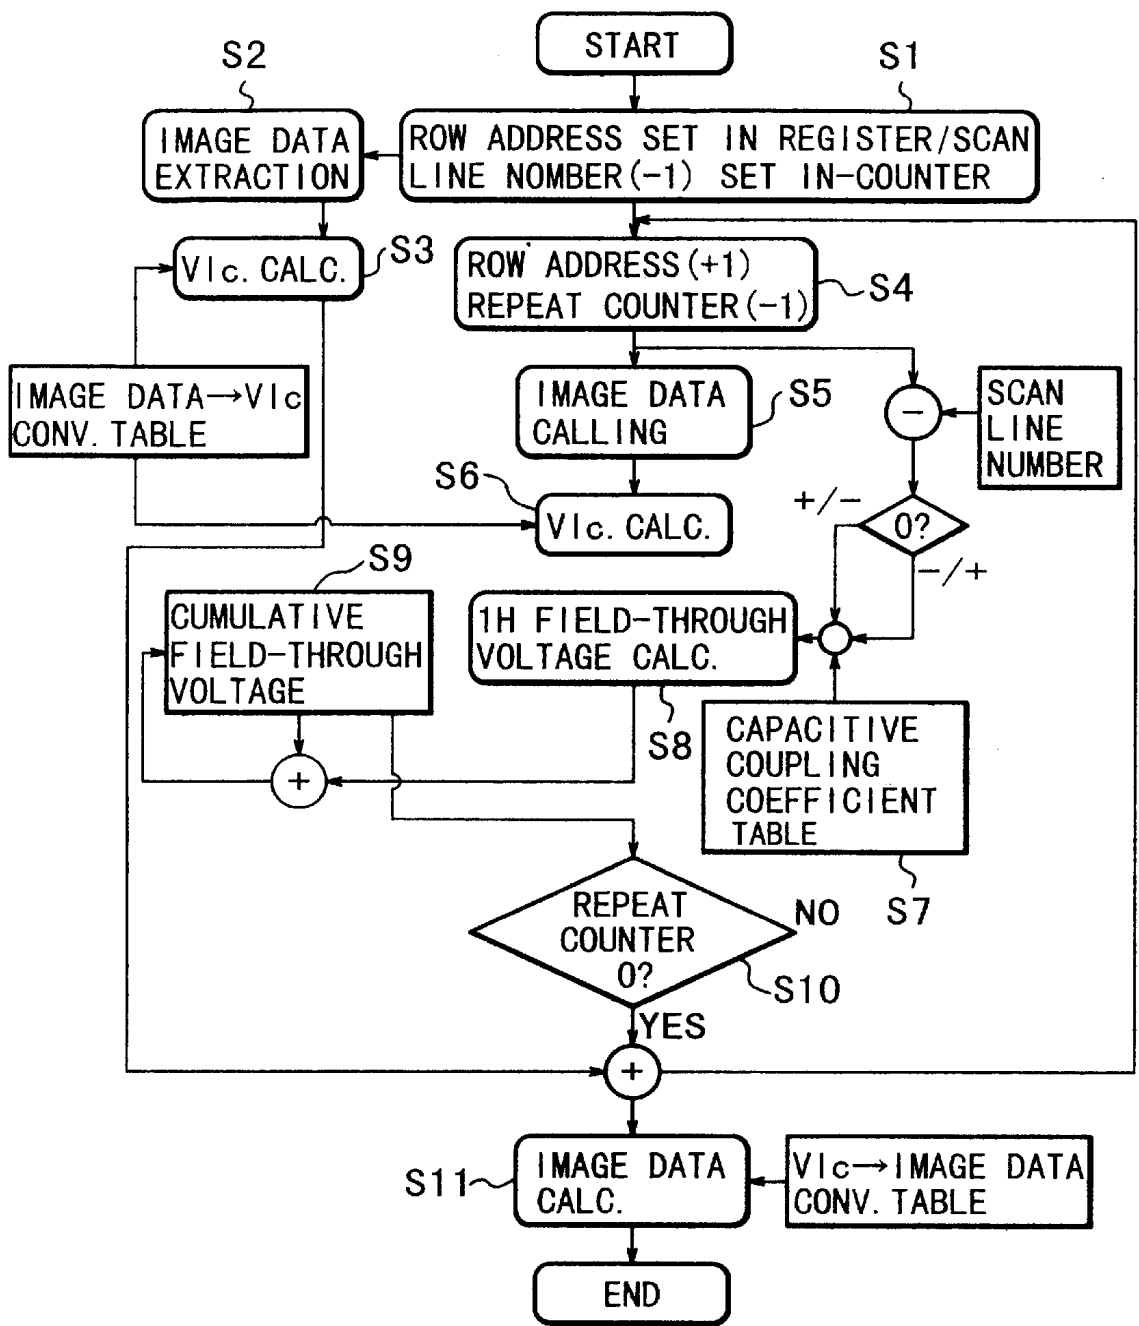 START
S1
S2
ROW ADDRESS SET IN REGISTER/SCAN
LINE NOMBER(-1) SET IN-COUNTER
IMAGE DATA
EXTRACTION
S3
VIc. CALC.
ROW ADDRESS(+1)
REPEAT COUNTER(-1)
S4
IMAGE DATA→VIc
CONV. TABLE
IMAGE DATA
CALLING
S5
−
SCAN
LINE
NUMBER
S6
VIc. CALC.
+/−
0?
−/+
S9
CUMULATIVE
FIELD-THROUGH
VOLTAGE
1H FIELD-THROUGH
VOLTAGE CALC.
S8
+
CAPACITIVE
COUPLING
COEFFICIENT
TABLE
S7
REPEAT
COUNTER
0?
NO
S10
YES
+
S11
IMAGE DATA
CALC.
VIc→IMAGE DATA
CONV. TABLE
END